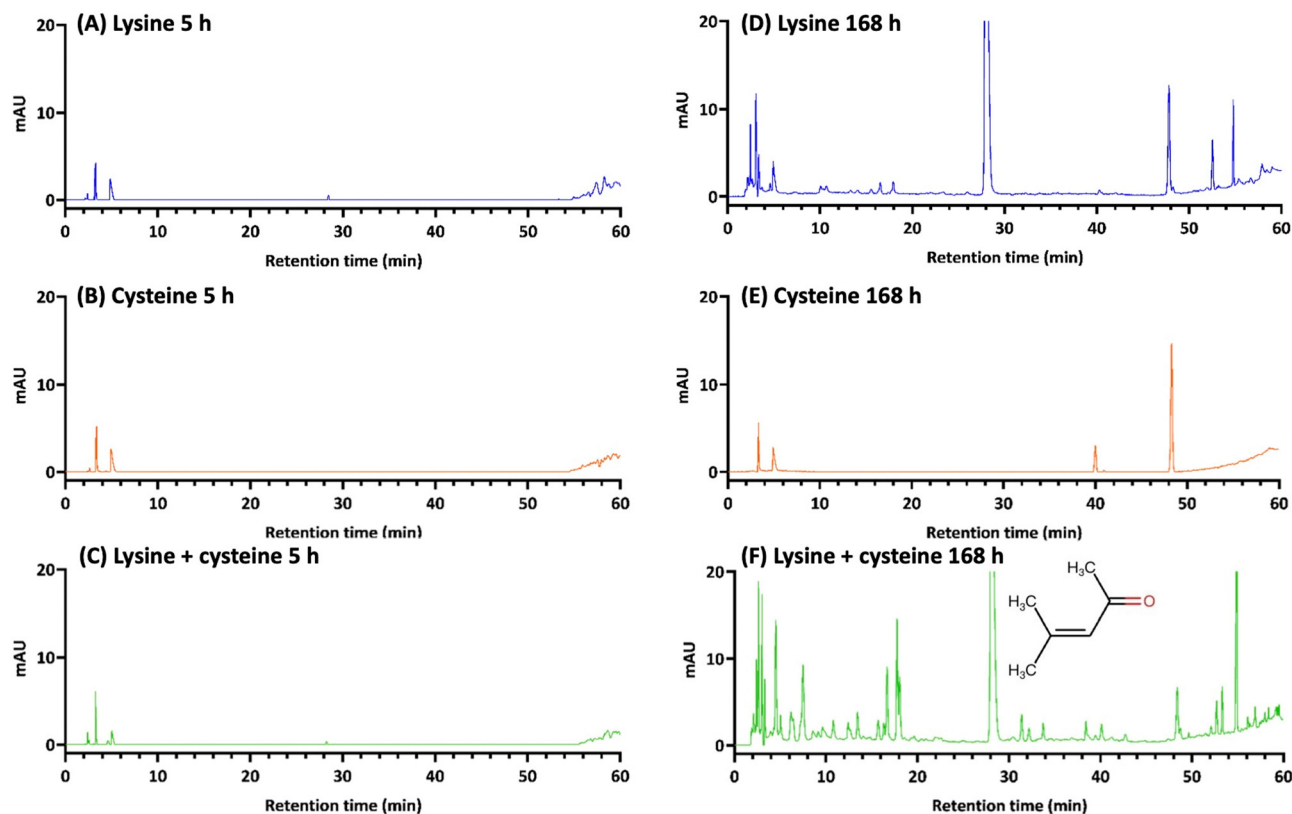 (A) Lysine 5 h
20
10
0
mAU
0 10 20 30 40 50 60
Retention time (min)
(D) Lysine 168 h
20
10
0
mAU
0 10 20 30 40 50 60
Retention time (min)
(B) Cysteine 5 h
20
10
0
mAU
0 10 20 30 40 50 60
Retention time (min)
(E) Cysteine 168 h
20
10
0
mAU
0 10 20 30 40 50 60
Retention time (min)
(C) Lysine + cysteine 5 h
20
10
0
mAU
0 10 20 30 40 50 60
Retention time (min)
(F) Lysine + cysteine 168 h
20
10
0
mAU
H₃C
H₃C
O
H₃C
0 10 20 30 40 50 60
Retention time (min)